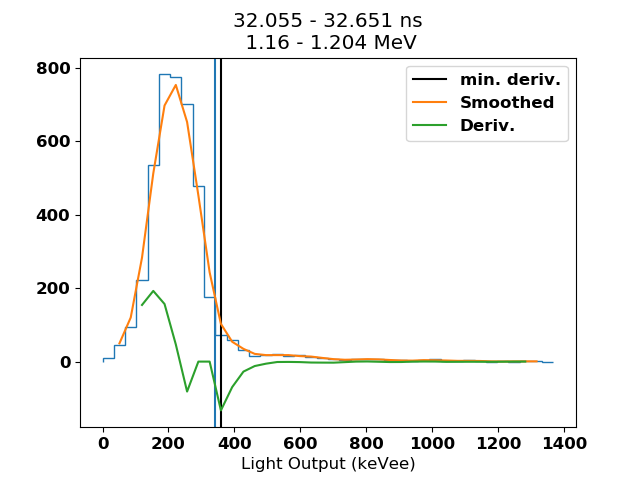 32.055 - 32.651 ns
1.16 - 1.204 MeV
min. deriv.
Smoothed
Deriv.
800
600
400
200
0
0 200 400 600 800 1000 1200 1400
Light Output (keVee)